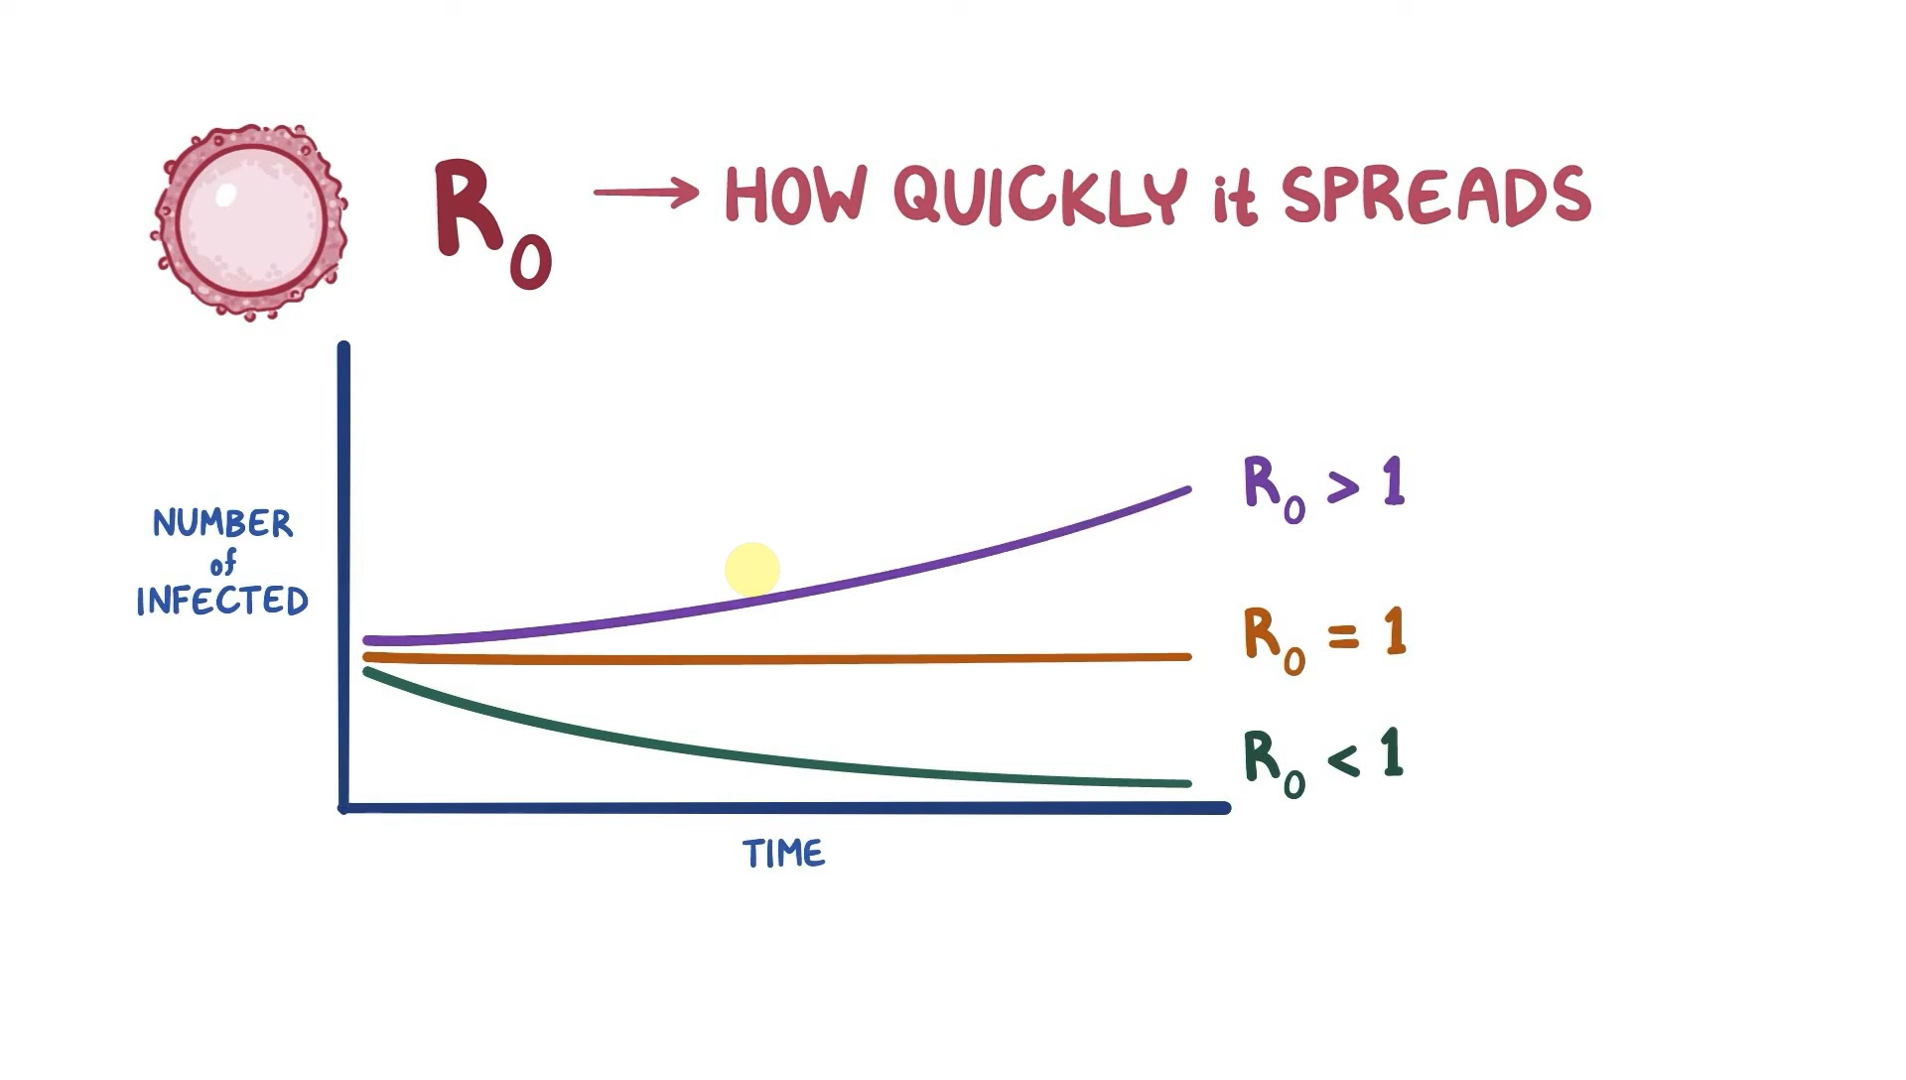 R₀ → HOW QUICKLY it SPREADS
NUMBER
of
INFECTED
R₀ > 1
R₀ = 1
R₀ < 1
TIME